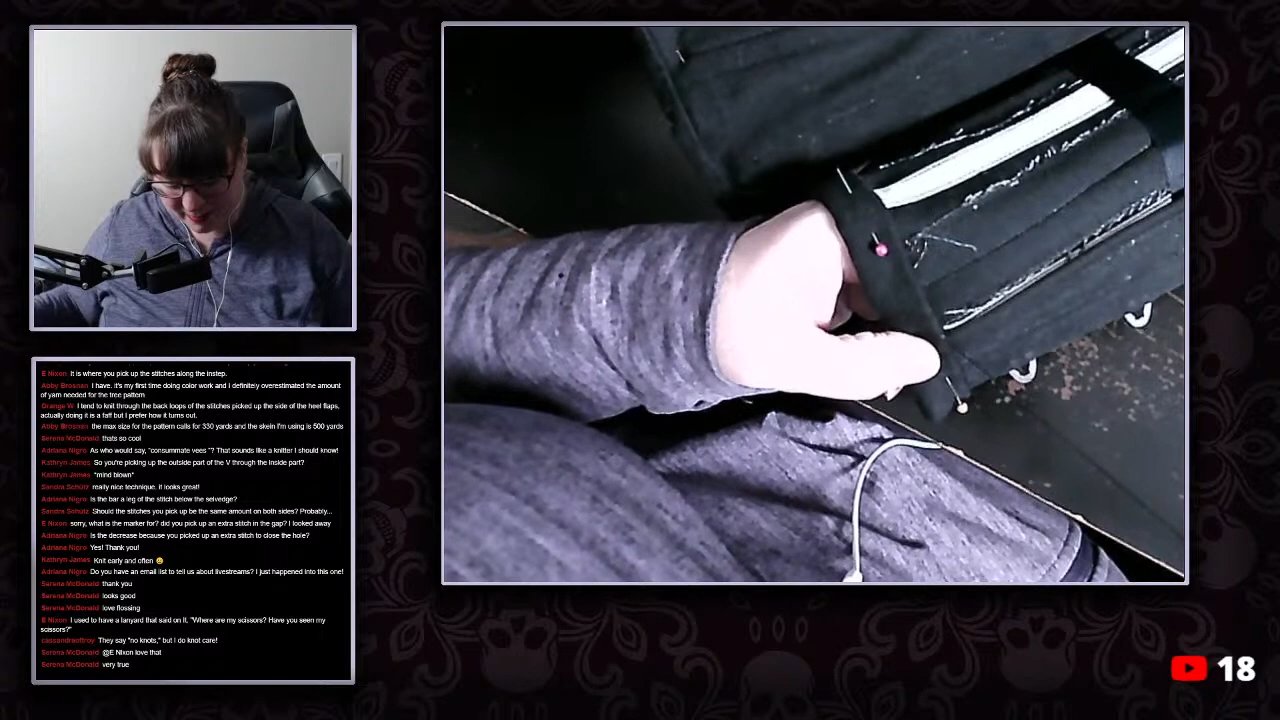 E Nixon It is where you pick up the stitches along the instep.
Abby Brosnan I have. it's my first time doing color work and I definitely overestimated the amount
of yarn needed for the tree pattern
Orange W I tend to knit through the back loops of the stitches picked up the side of the heel flaps,
actually doing it is a faff but I prefer how it turns out.
Abby Brosnan the max size for the pattern calls for 330 yards and the skein I'm using is 500 yards
Serena McDonald thats so cool
Adriana Nigro As who would say, "consummate vees "? That sounds like a knitter I should know!
Kathryn James So you're picking up the outside part of the V through the inside part?
Kathryn James *mind blown*
Sandra Schutz really nice technique, it looks great!
Adriana Nigro Is the bar a leg of the stitch below the selvedge?
Sandra Schutz Should the stitches you pick up be the same amount on both sides? Probably...
E Nixon sorry, what is the marker for? did you pick up an extra stitch in the gap? I looked away
Adriana Nigro Is the decrease because you picked up an extra stitch to close the hole?
Adriana Nigro Yes! Thank you!
Kathryn James Knit early and often 😄
Adriana Nigro Do you have an email list to tell us about livestreams? I just happened into this one!
Serena McDonald thank you
Serena McDonald looks good
Serena McDonald love flossing
E Nixon I used to have a lanyard that said on it, "Where are my scissors? Have you seen my
scissors?"
cassandraoftroy They say "no knots," but I do knot care!
Serena McDonald @E Nixon love that
Serena McDonald very true
18